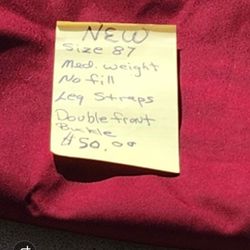 NEW
Size 87
Med. weight
No fill
Leg Straps
Double front
Buckle
$50.00